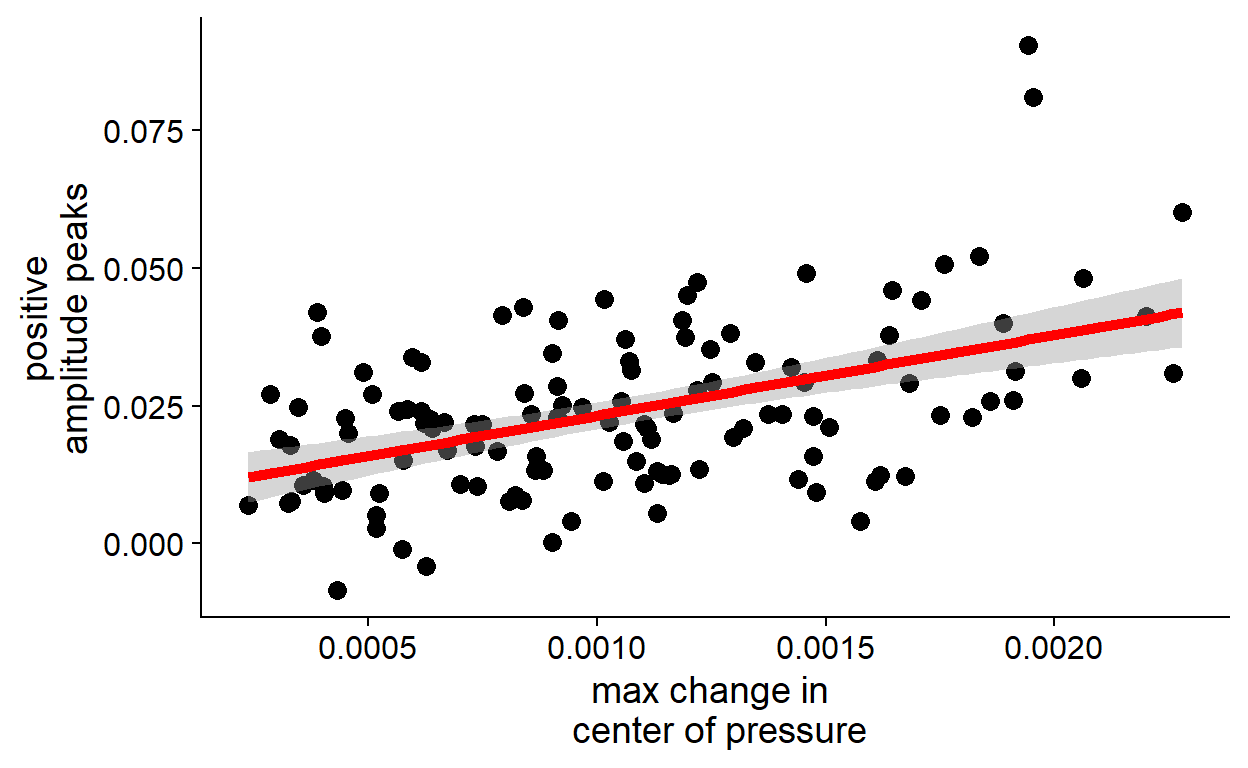 positive
amplitude peaks
0.075
0.050
0.025
0.000
0.0005 0.0010 0.0015 0.0020
max change in
center of pressure